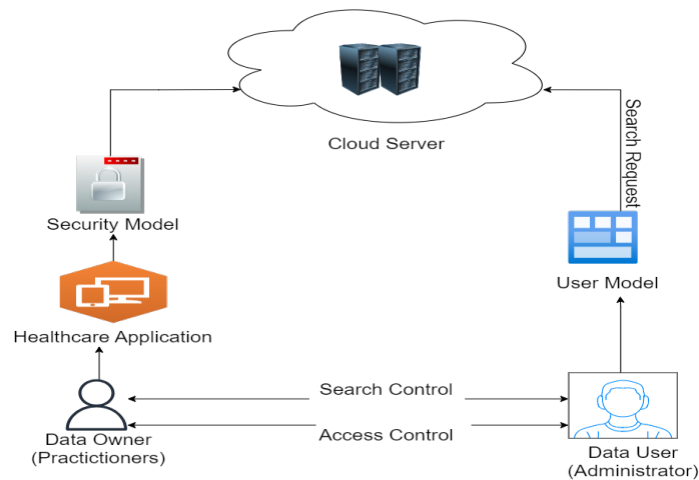 Cloud Server
Search Request
Security Model
User Model
Healthcare Application
Search Control
Access Control
Data Owner
(Practictioners)
Data User
(Administrator)